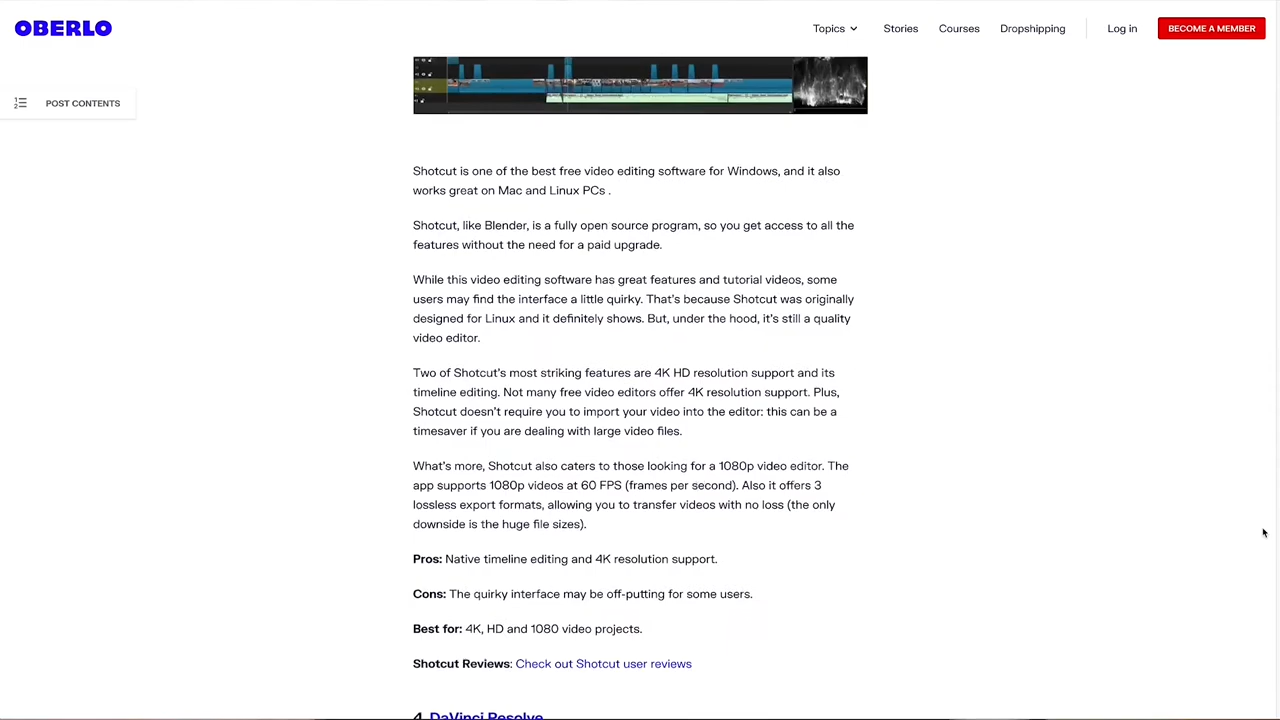 OBERLO
Topics
Stories
Courses
Dropshipping
Log in
BECOME A MEMBER
POST CONTENTS
Shotcut is one of the best free video editing software for Windows, and it also
works great on Mac and Linux PCs .
Shotcut, like Blender, is a fully open source program, so you get access to all the
features without the need for a paid upgrade.
While this video editing software has great features and tutorial videos, some
users may find the interface a little quirky. That's because Shotcut was originally
designed for Linux and it definitely shows. But, under the hood, it's still a quality
video editor.
Two of Shotcut's most striking features are 4K HD resolution support and its
timeline editing. Not many free video editors offer 4K resolution support. Plus,
Shotcut doesn't require you to import your video into the editor: this can be a
timesaver if you are dealing with large video files.
What's more, Shotcut also caters to those looking for a 1080p video editor. The
app supports 1080p videos at 60 FPS (frames per second). Also it offers 3
lossless export formats, allowing you to transfer videos with no loss (the only
downside is the huge file sizes).
Pros: Native timeline editing and 4K resolution support.
Cons: The quirky interface may be off-putting for some users.
Best for: 4K, HD and 1080 video projects.
Shotcut Reviews: Check out Shotcut user reviews
4. DaVinci Resolve